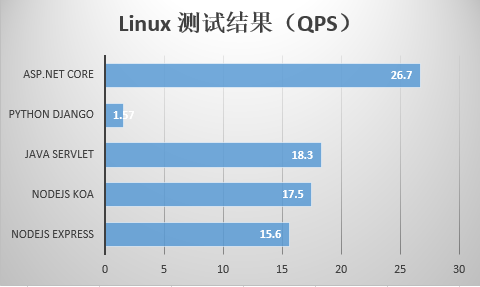 Linux 测试结果（QPS）
ASP.NET CORE
26.7
PYTHON DJANGO
1.57
JAVA SERVLET
18.3
NODEJS KOA
17.5
NODEJS EXPRESS
15.6
0 5 10 15 20 25 30